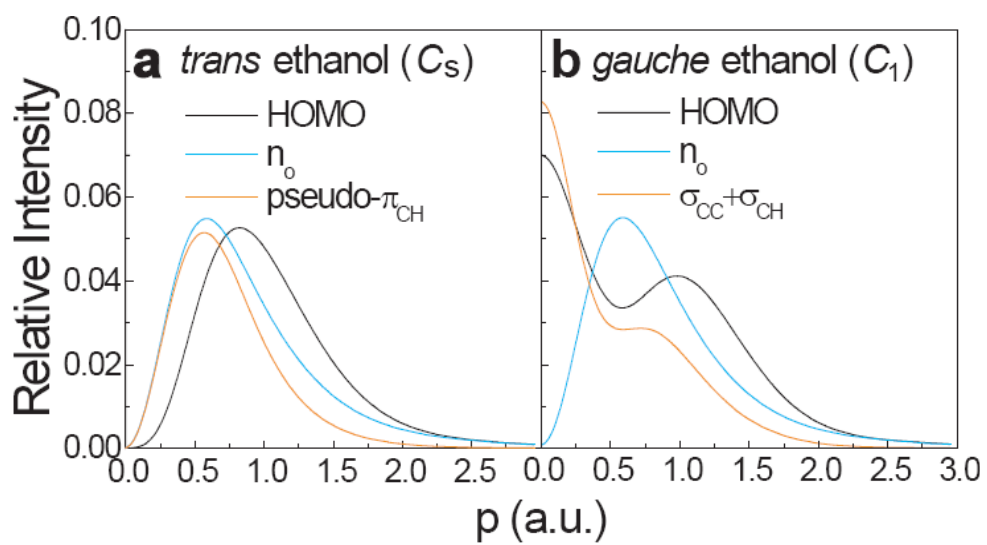 0.10
0.08
0.06
0.04
0.02
0.00
Relative Intensity
a trans ethanol (Cs)
HOMO
no
pseudo-πCH
0.0 0.5 1.0 1.5 2.0 2.5
b gauche ethanol (C1)
HOMO
no
σCC+σCH
0.0 0.5 1.0 1.5 2.0 2.5 3.0
p (a.u.)